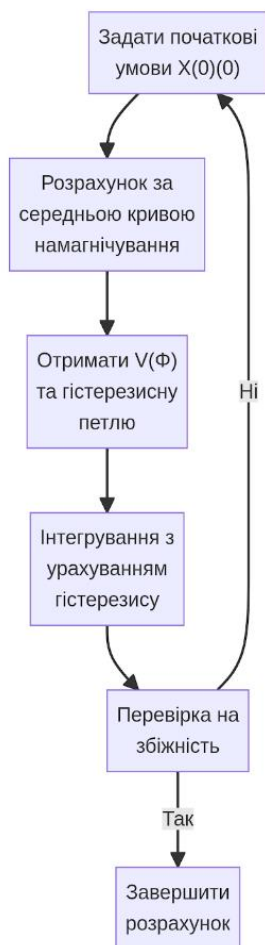 Задати початкові
умови X(0)(0)
Розрахунок за
середньою кривою
намагнічування
Отримати V(Ф)
та гістерезисну
петлю
Ні
Інтегрування з
урахуванням
гістерезису
Перевірка на
збіжність
Так
Завершити
розрахунок